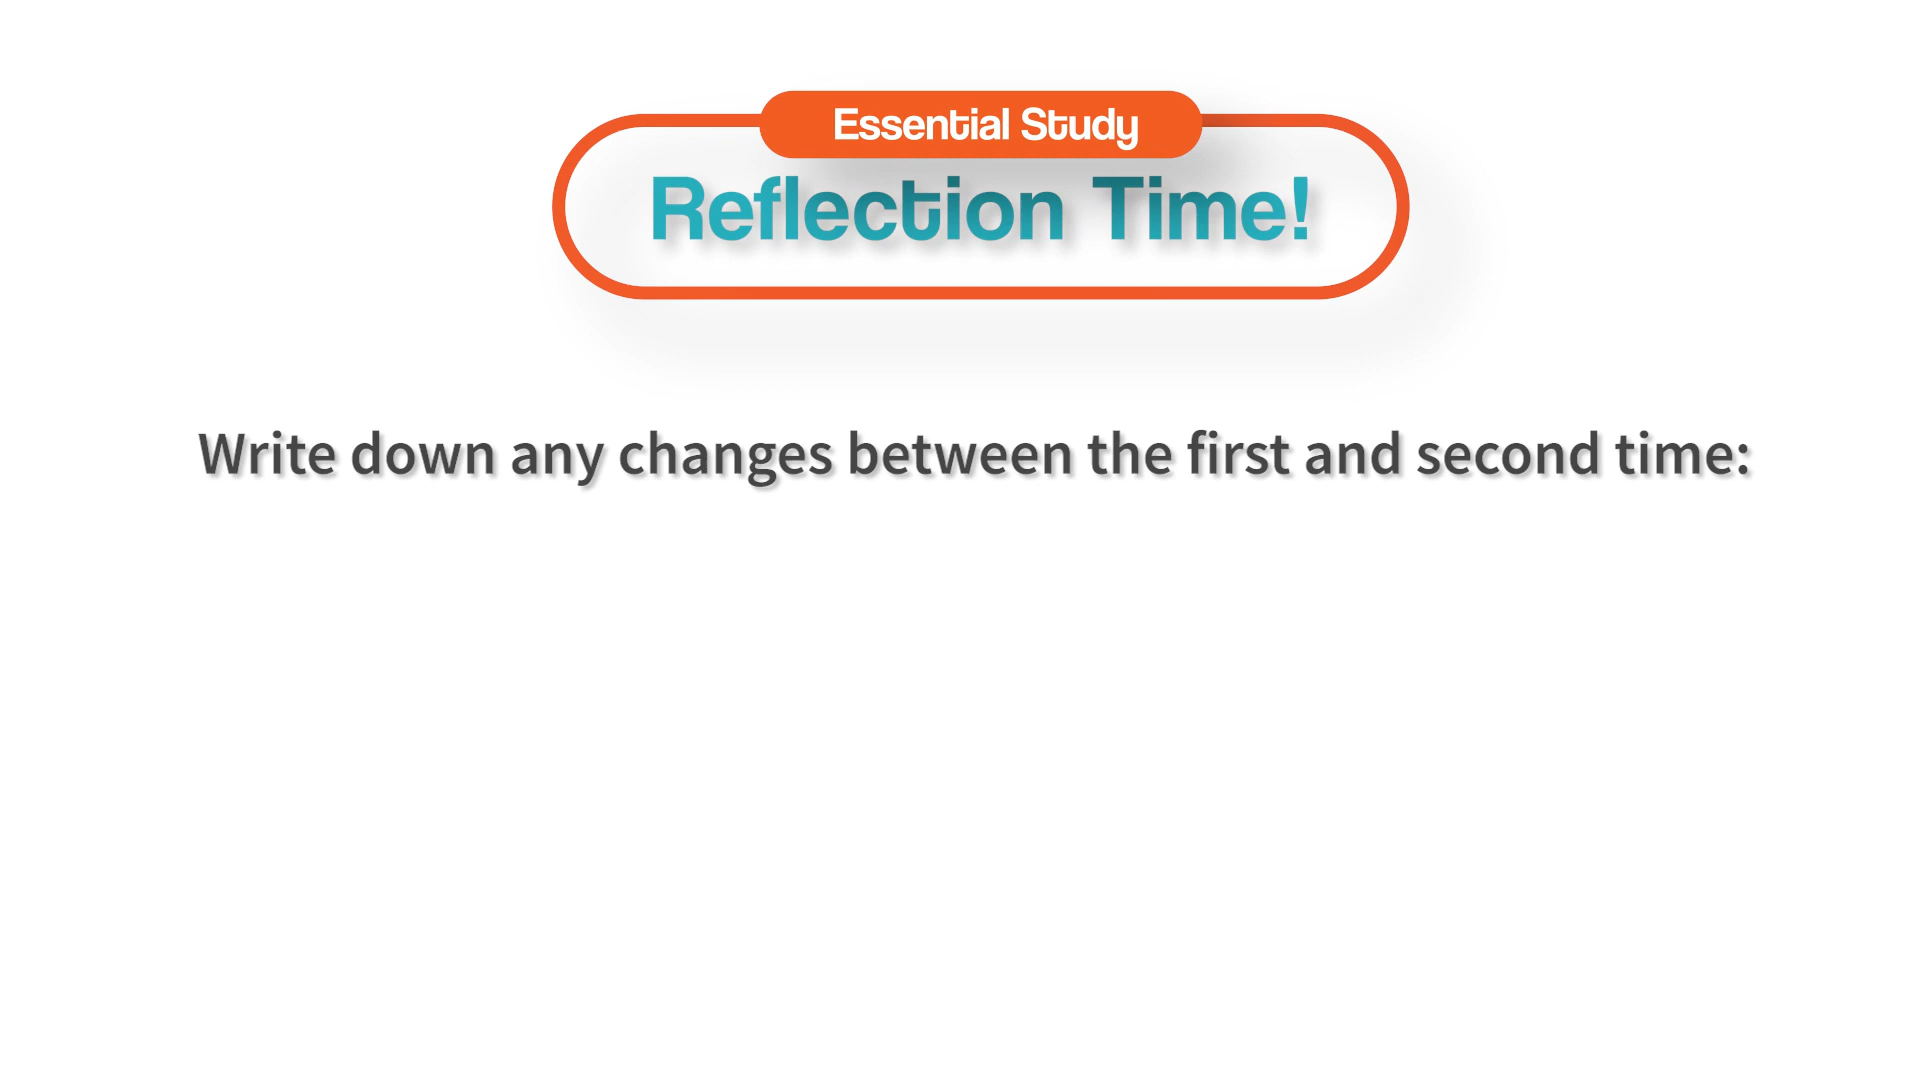 Essential Study
Reflection Time!
Write down any changes between the first and second time: